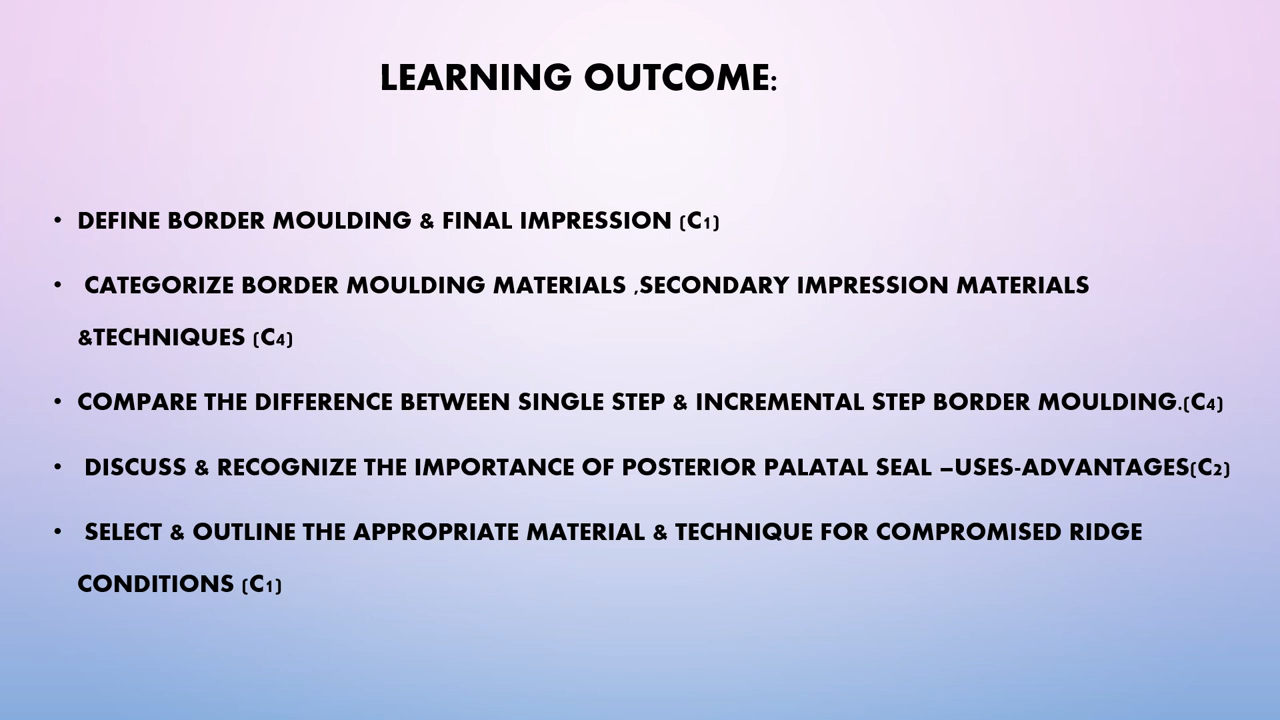 LEARNING OUTCOME:
• DEFINE BORDER MOULDING & FINAL IMPRESSION (C1)
• CATEGORIZE BORDER MOULDING MATERIALS ,SECONDARY IMPRESSION MATERIALS
&TECHNIQUES (C4)
• COMPARE THE DIFFERENCE BETWEEN SINGLE STEP & INCREMENTAL STEP BORDER MOULDING.(C4)
• DISCUSS & RECOGNIZE THE IMPORTANCE OF POSTERIOR PALATAL SEAL –USES-ADVANTAGES(C2)
• SELECT & OUTLINE THE APPROPRIATE MATERIAL & TECHNIQUE FOR COMPROMISED RIDGE
CONDITIONS (C1)